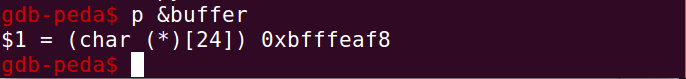 gdb-peda$ p &buffer
$1 = (char (*)[24]) 0xbfffeaf8
gdb-peda$